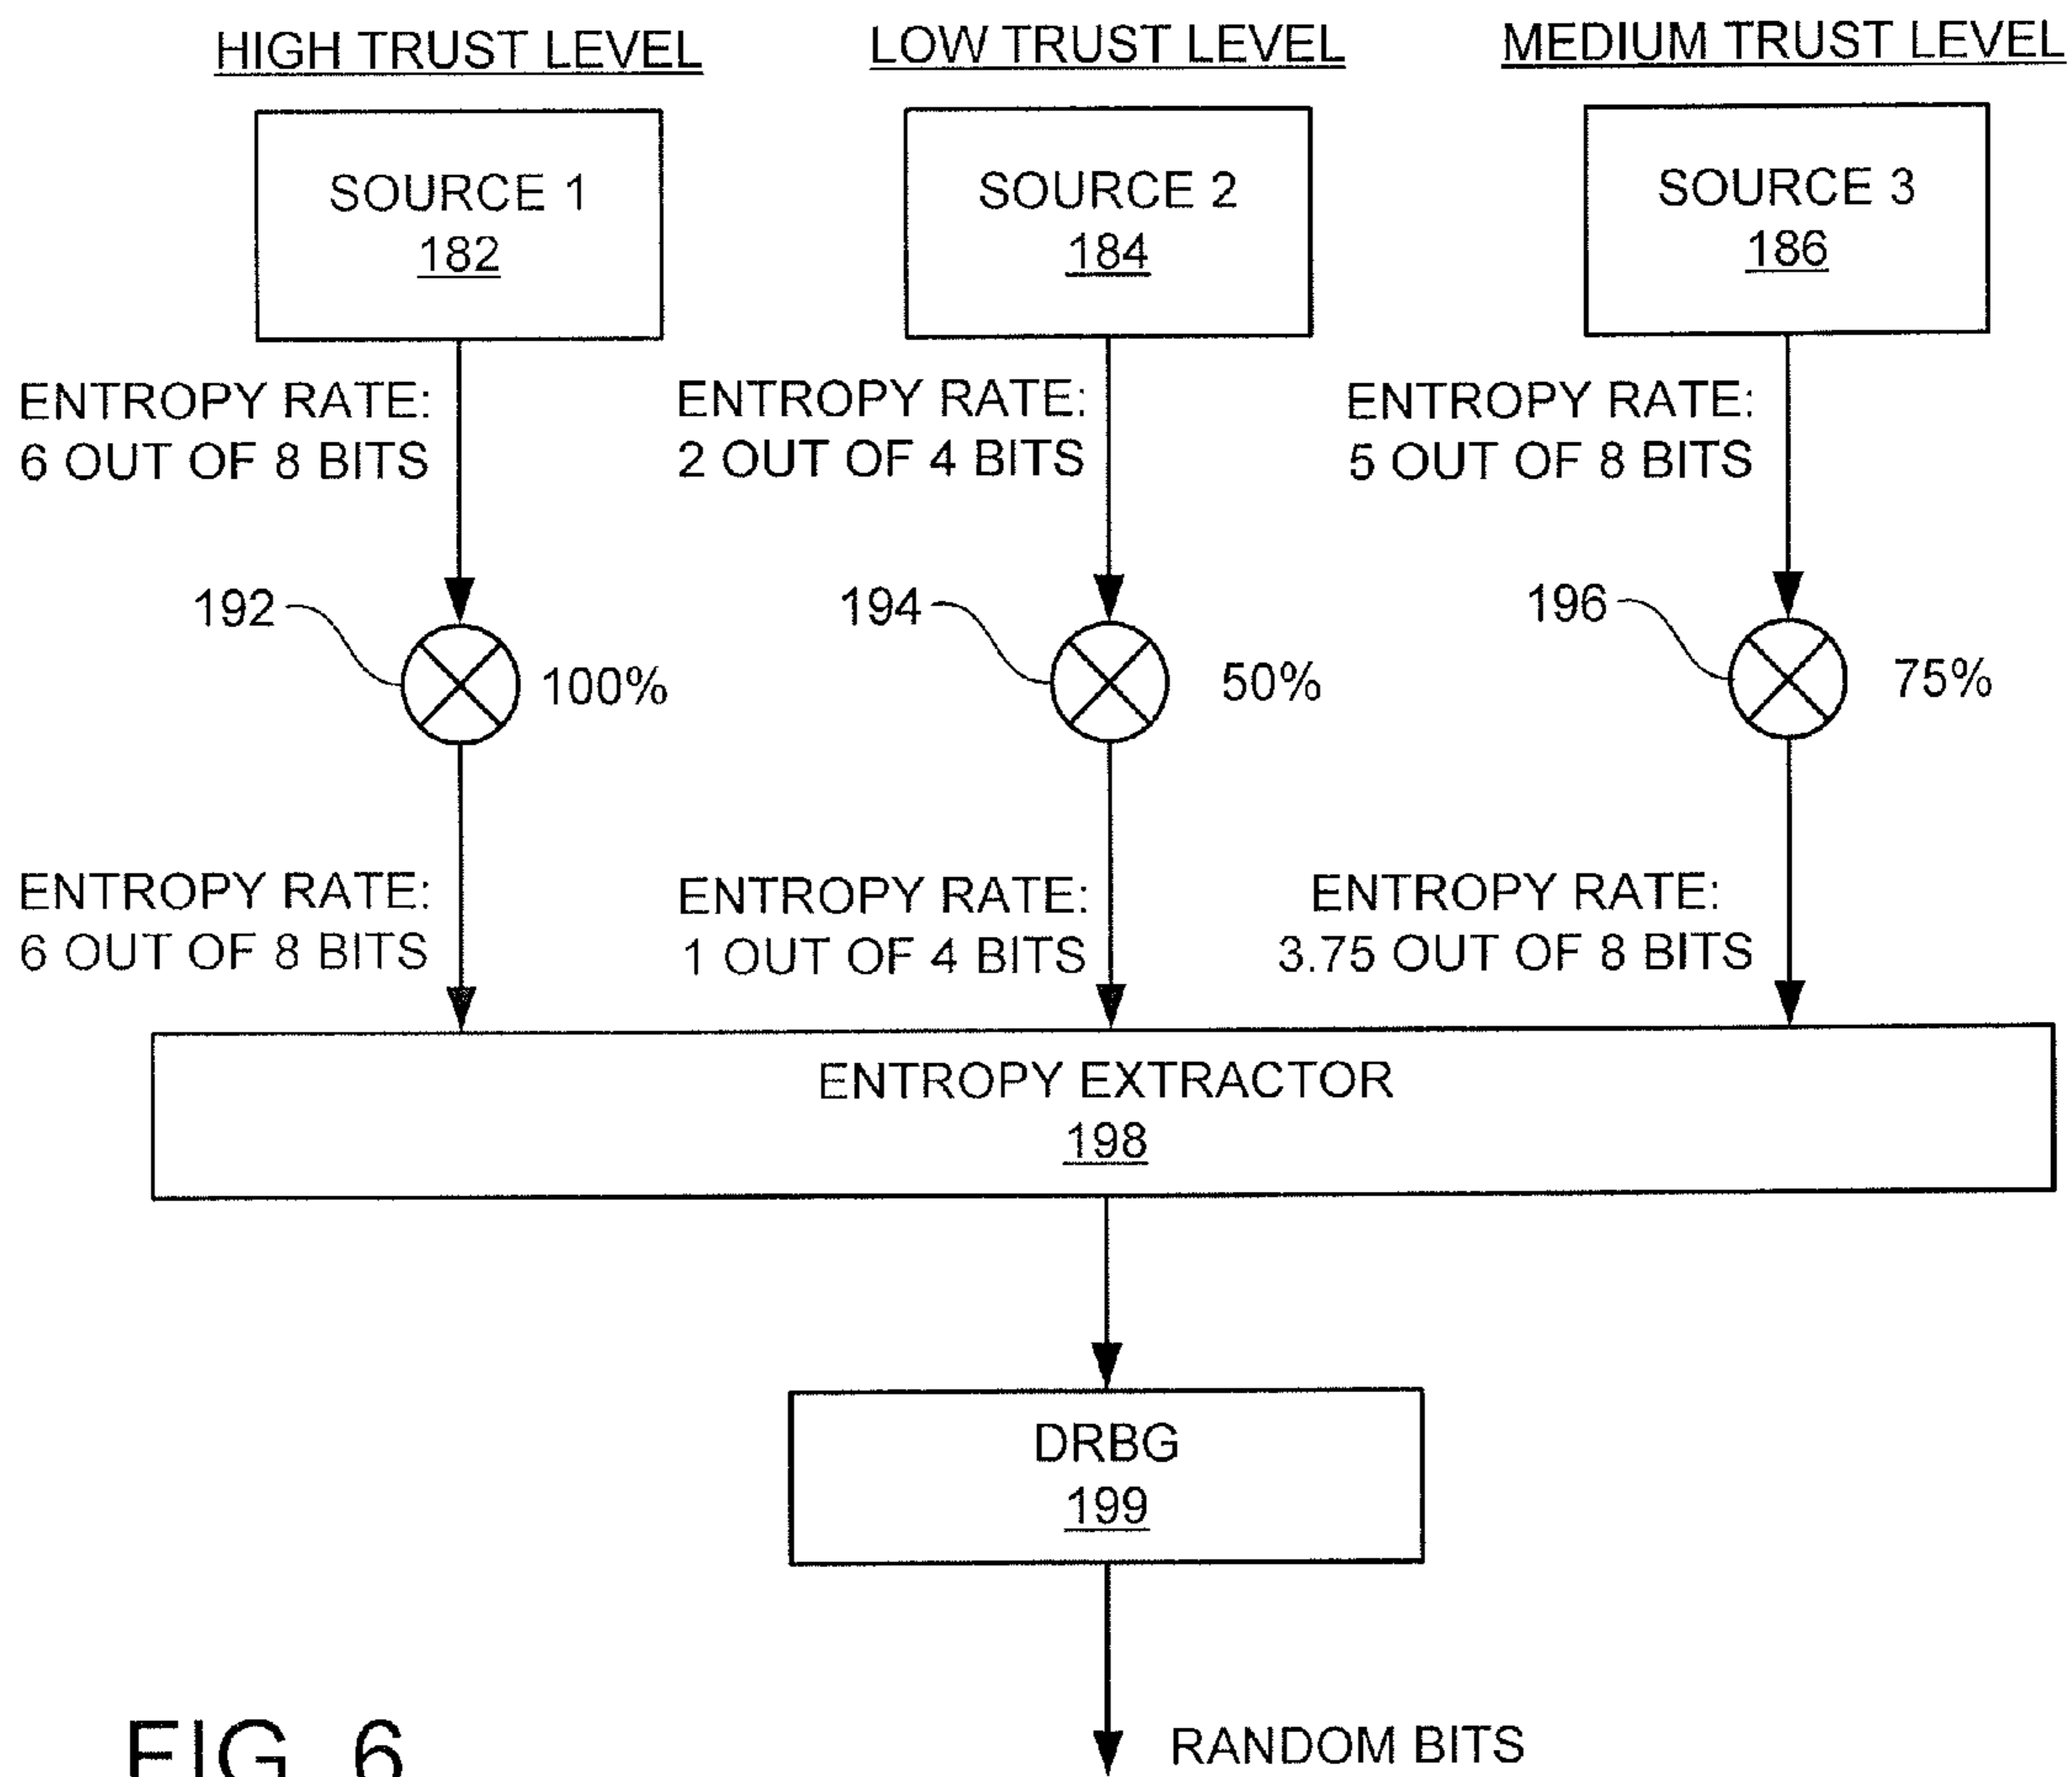 HIGH TRUST LEVEL
LOW TRUST LEVEL
MEDIUM TRUST LEVEL
SOURCE 1
182
SOURCE 2
184
SOURCE 3
186
ENTROPY RATE:
6 OUT OF 8 BITS
ENTROPY RATE:
2 OUT OF 4 BITS
ENTROPY RATE:
5 OUT OF 8 BITS
192
100%
194
50%
196
75%
ENTROPY RATE:
6 OUT OF 8 BITS
ENTROPY RATE:
1 OUT OF 4 BITS
ENTROPY RATE:
3.75 OUT OF 8 BITS
ENTROPY EXTRACTOR
198
DRBG
199
RANDOM BITS
FIG. 6